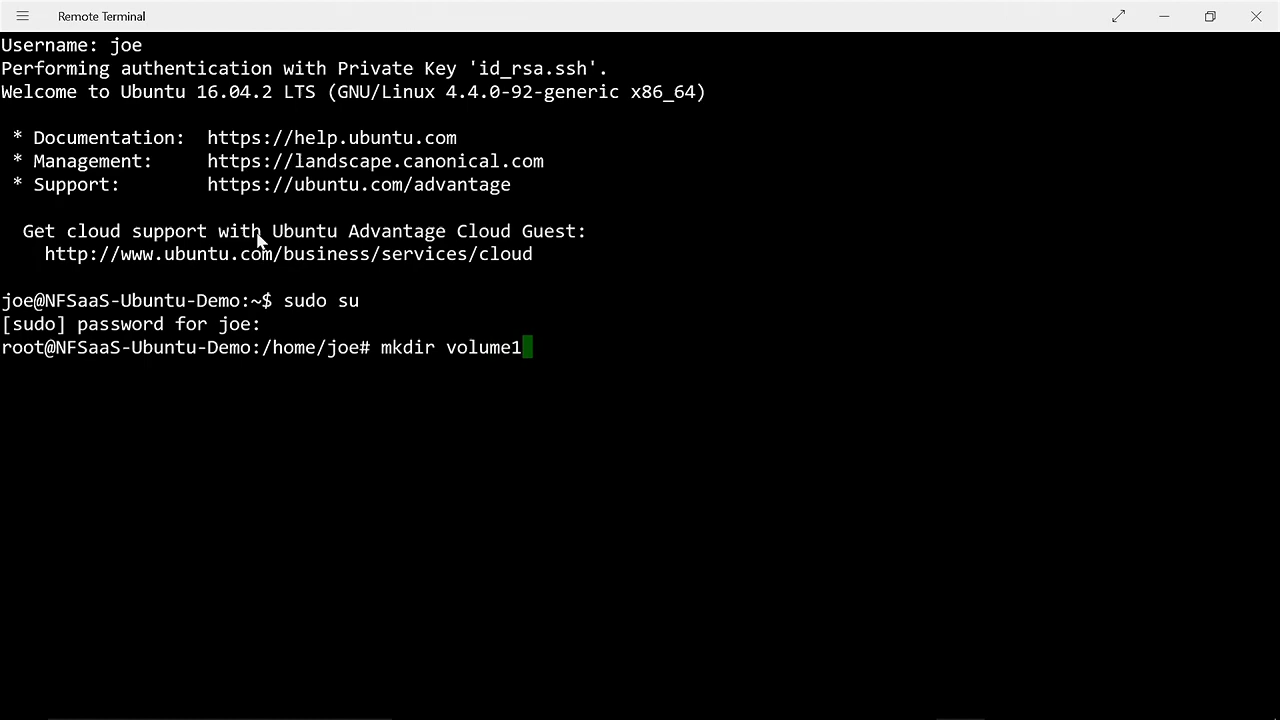 Remote Terminal
Username: joe
Performing authentication with Private Key 'id_rsa.ssh'.
Welcome to Ubuntu 16.04.2 LTS (GNU/Linux 4.4.0-92-generic x86_64)
* Documentation: https://help.ubuntu.com
* Management: https://landscape.canonical.com
* Support: https://ubuntu.com/advantage
Get cloud support with Ubuntu Advantage Cloud Guest:
http://www.ubuntu.com/business/services/cloud
joe@NFSaaS-Ubuntu-Demo:~$ sudo su
[sudo] password for joe:
root@NFSaaS-Ubuntu-Demo:/home/joe# mkdir volume1